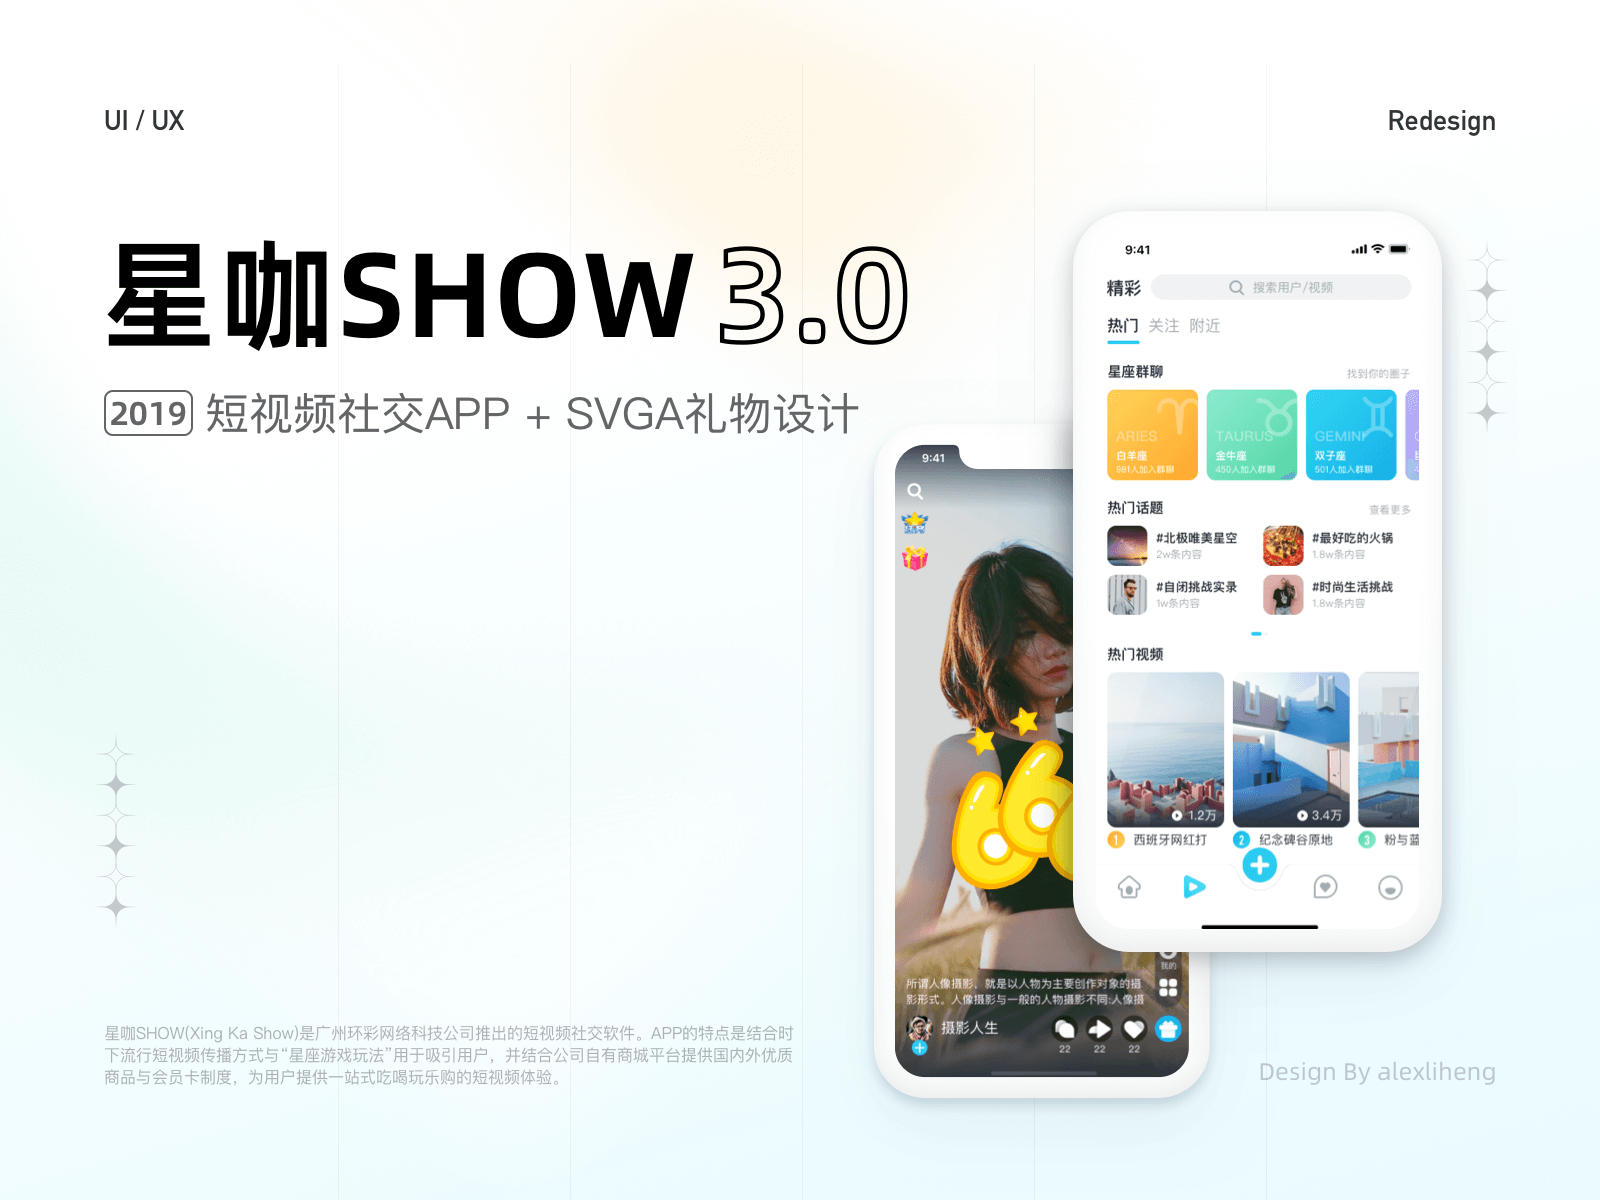 UI / UX
Redesign
星咖SHOW 3.0
2019 短视频社交APP + SVGA礼物设计
9:41
精彩
搜索用户/视频
热门 关注 附近
星座群聊
找到你的圈子
ARIES
白羊座
981人加入群聊
TAURUS
金牛座
450人加入群聊
GEMINI
双子座
501人加入群聊
热门话题
查看更多
#北极唯美星空
2w条内容
#最好吃的火锅
1.8w条内容
#自闭挑战实录
1w条内容
#时尚生活挑战
1.8w条内容
热门视频
1.2万
3.4万
1 西班牙网红打
2 纪念碑谷原地
3 粉与蓝
9:41
66
我的
所谓人像摄影、就是以人物为主要创作对象的摄
影形式。人像摄影与一般的人物摄影不同:人像摄
摄影人生
22 22 22
星咖SHOW(Xing Ka Show)是广州环彩网络科技公司推出的短视频社交软件。APP的特点是结合时
下流行短视频传播方式与“星座游戏玩法”用于吸引用户，并结合公司自有商城平台提供国内外优质
商品与会员卡制度，为用户提供一站式吃喝玩乐购的短视频体验。
Design By alexliheng